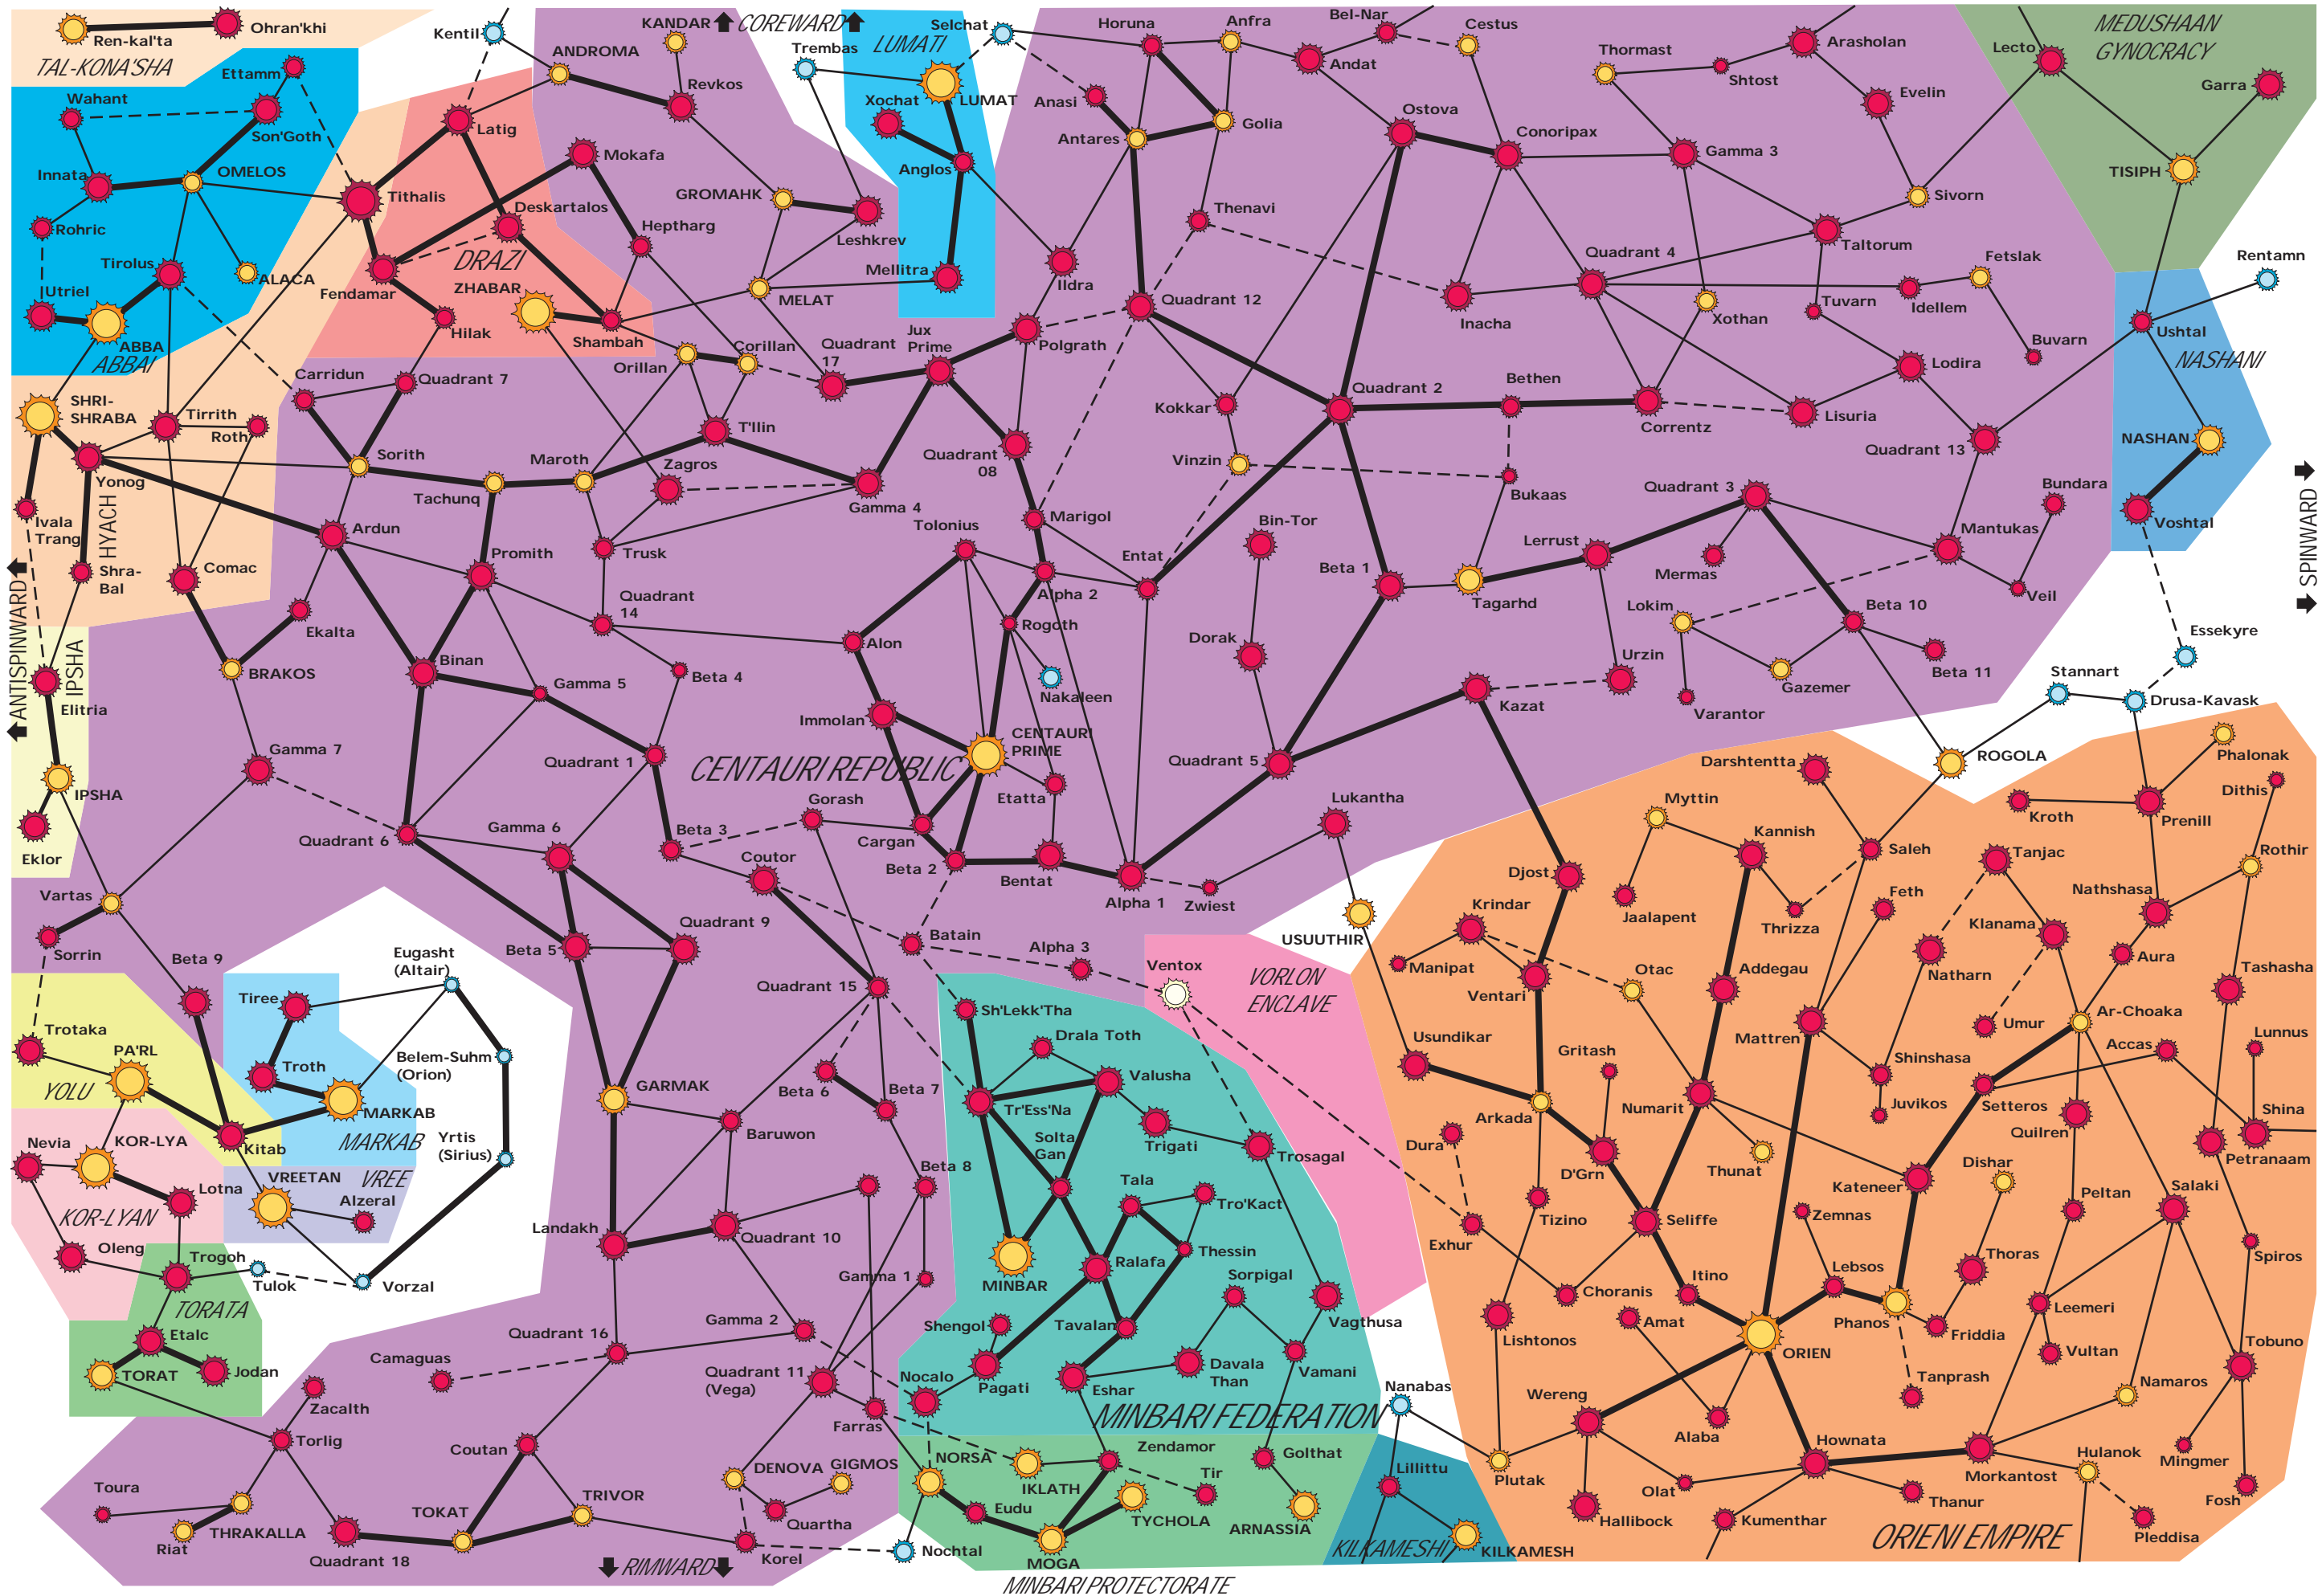 Ren-kal'ta
Ohran'khi
TAL-KONA'SHA
Kentil
KANDAR
COREWARD
ANDROMA
Trembas
LUMATI
Selchat
Horuna
Anfra
Bel-Nar
Cestus
Thormast
Shtost
Arasholan
Lecto
MEDUSHAAN
GYNOCRACY
Ettamm
Wahant
Son'Goth
Latig
Revkos
Xochat
LUMAT
Anasi
Antares
Golia
Andat
Ostova
Conoripax
Gamma 3
Evelin
Garra
Innata
OMELOS
Tithalis
Mokafa
GROMAHK
Anglos
TISIPH
Sivorn
Rohric
Deskartalos
Heptharg
Leshkrev
Thenavi
Taltorum
Tirolus
ALACA
DRAZI
ZHABAR
Mellitra
Ildra
Quadrant 12
Inacha
Quadrant 4
Xothan
Tuvarn
Idellem
Fetslak
Rentamn
Utriel
ABBA
ABBAI
Fendamar
Hilak
Shambah
MELAT
Orillan
Corillan
Quadrant
17
Jux
Prime
Polgrath
Buvarn
Ushtal
NASHANI
SHRI-
SHRABA
Tirrith
Roth
Carridun
Quadrant 7
T'llin
Kokkar
Quadrant 2
Bethen
Correntz
Lisuria
Lodira
Quadrant 13
NASHAN
Yonog
Sorith
Tachunq
Maroth
Zagros
Gamma 4
Quadrant
08
Vinzin
Bukaas
Quadrant 3
Bundara
SPINWARD
Ivala
Trang
HYACH
Ardun
Promith
Trusk
Tolonius
Marigol
Entat
Bin-Tor
Lerrust
Mermas
Mantukas
Voshtal
Shra-
Bal
Comac
Ekalta
Quadrant
14
Alpha 2
Beta 1
Tagarhd
Lokim
Beta 10
Veil
ANTISPINWARD
IPSHA
Elitria
BRAKOS
Binan
Gamma 5
Beta 4
Alon
Rogoth
Nakaleen
Dorak
Urzin
Varantor
Gazemer
Beta 11
Essekyre
Stannart
Drusa-Kavask
Immolan
CENTAURI
PRIME
Kazat
IPSHA
Gamma 7
Quadrant 1
CENTAURI REPUBLIC
Etatta
Quadrant 5
Darshtentta
ROGOLA
Phalonak
Eklor
Quadrant 6
Gamma 6
Beta 3
Gorash
Cargan
Lukantha
Myttin
Kannish
Saleh
Kroth
Prenill
Dithis
Coutor
Beta 2
Bentat
Alpha 1
Zwiest
Djost
Jaalapent
Thrizza
Feth
Tanjac
Nathshasa
Rothir
Vartas
Sorrin
Beta 9
Eugasht
(Altair)
Beta 5
Quadrant 9
Batain
Alpha 3
USUUTHIR
Krindar
Manipat
Klanama
Aura
Ventox
VORLON
ENCLAVE
Ventari
Otac
Addegau
Natharn
Tashasha
Trotaka
Tiree
Quadrant 15
Sh'Lekk'Tha
Mattren
Umur
Ar-Choaka
Lunnus
PA'RL
YOLU
Troth
Belem-Suhm
(Orion)
Drala Toth
Usundikar
Gritash
Shinshasa
Accas
MARKAB
MARKAB
GARMAK
Beta 6
Beta 7
Tr'Ess'Na
Valusha
Arkada
Numarit
Juvikos
Setteros
Shina
Nevia
KOR-LYA
Kitab
Yrtis
(Sirius)
Baruwon
Solta
Gan
Trigati
Trosagal
Dura
D'Grn
Thunat
Quilren
Petranaam
Lotna
KOR-LYAN
VREETAN
VREE
Alzeral
Beta 8
Tala
Tro'Kact
Tizino
Kateneer
Dishar
Peltan
Salaki
Oleng
Trogoh
Tulok
Vorzal
Landakh
Quadrant 10
Gamma 1
MINBAR
Ralafa
Thessin
Exhur
Seliffe
Zemnas
Thoras
Spiros
TORATA
Sorpigal
Vagthusa
Choranis
Itino
Lebsos
Etalc
TORAT
Jodan
Quadrant 16
Gamma 2
Shengol
Tavalan
Lishtonos
Amat
ORIEN
Phanos
Friddia
Leemeri
Vultan
Tobuno
Camaguas
Zacalth
Quadrant 11
(Vega)
Nocalo
Pagati
Eshar
Davala
Than
Vamani
Nanabas
Wereng
Tanprash
Namaros
Torlig
Coutan
Farras
MINBARI FEDERATION
Alaba
Hownata
Morkantost
Hulanok
Mingmer
Toura
THRAKALLA
Riat
TOKAT
TRIVOR
DENOVA
GIGMOS
Quartha
NORSA
IKLATH
Zendamor
Tir
Golthat
Lillittu
Plutak
Olat
Thanur
Fosh
Eudu
TYCHOLA
ARNASSIA
Hallibock
Kumenthar
Pleddisa
Quadrant 18
RIMWARD
Korel
Nochtal
MOGA
KILKAMESHI
KILKAMESH
ORIENI EMPIRE
MINBARI PROTECTORATE